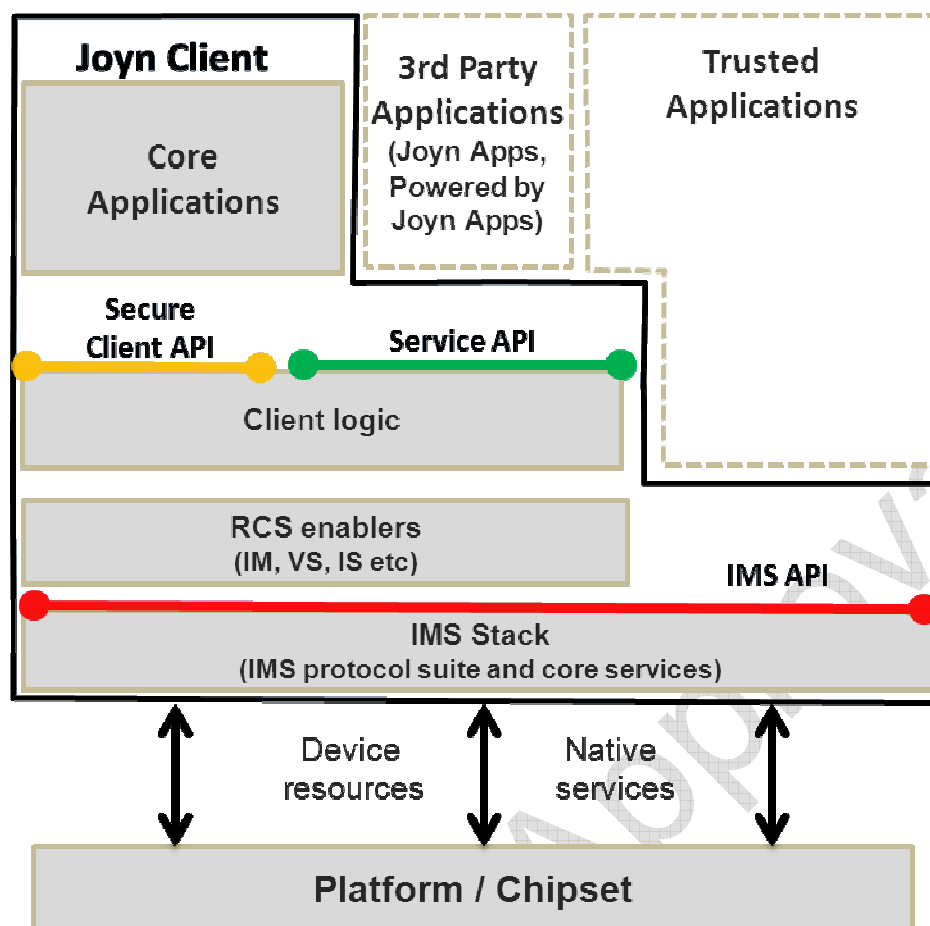 Joyn Client
Core
Applications
3rd Party
Applications
(Joyn Apps,
Powered by
Joyn Apps)
Trusted
Applications
Secure
Client API
Service API
Client logic
RCS enablers
(IM, VS, IS etc)
IMS API
IMS Stack
(IMS protocol suite and core services)
Device
resources
Native
services
Platform / Chipset